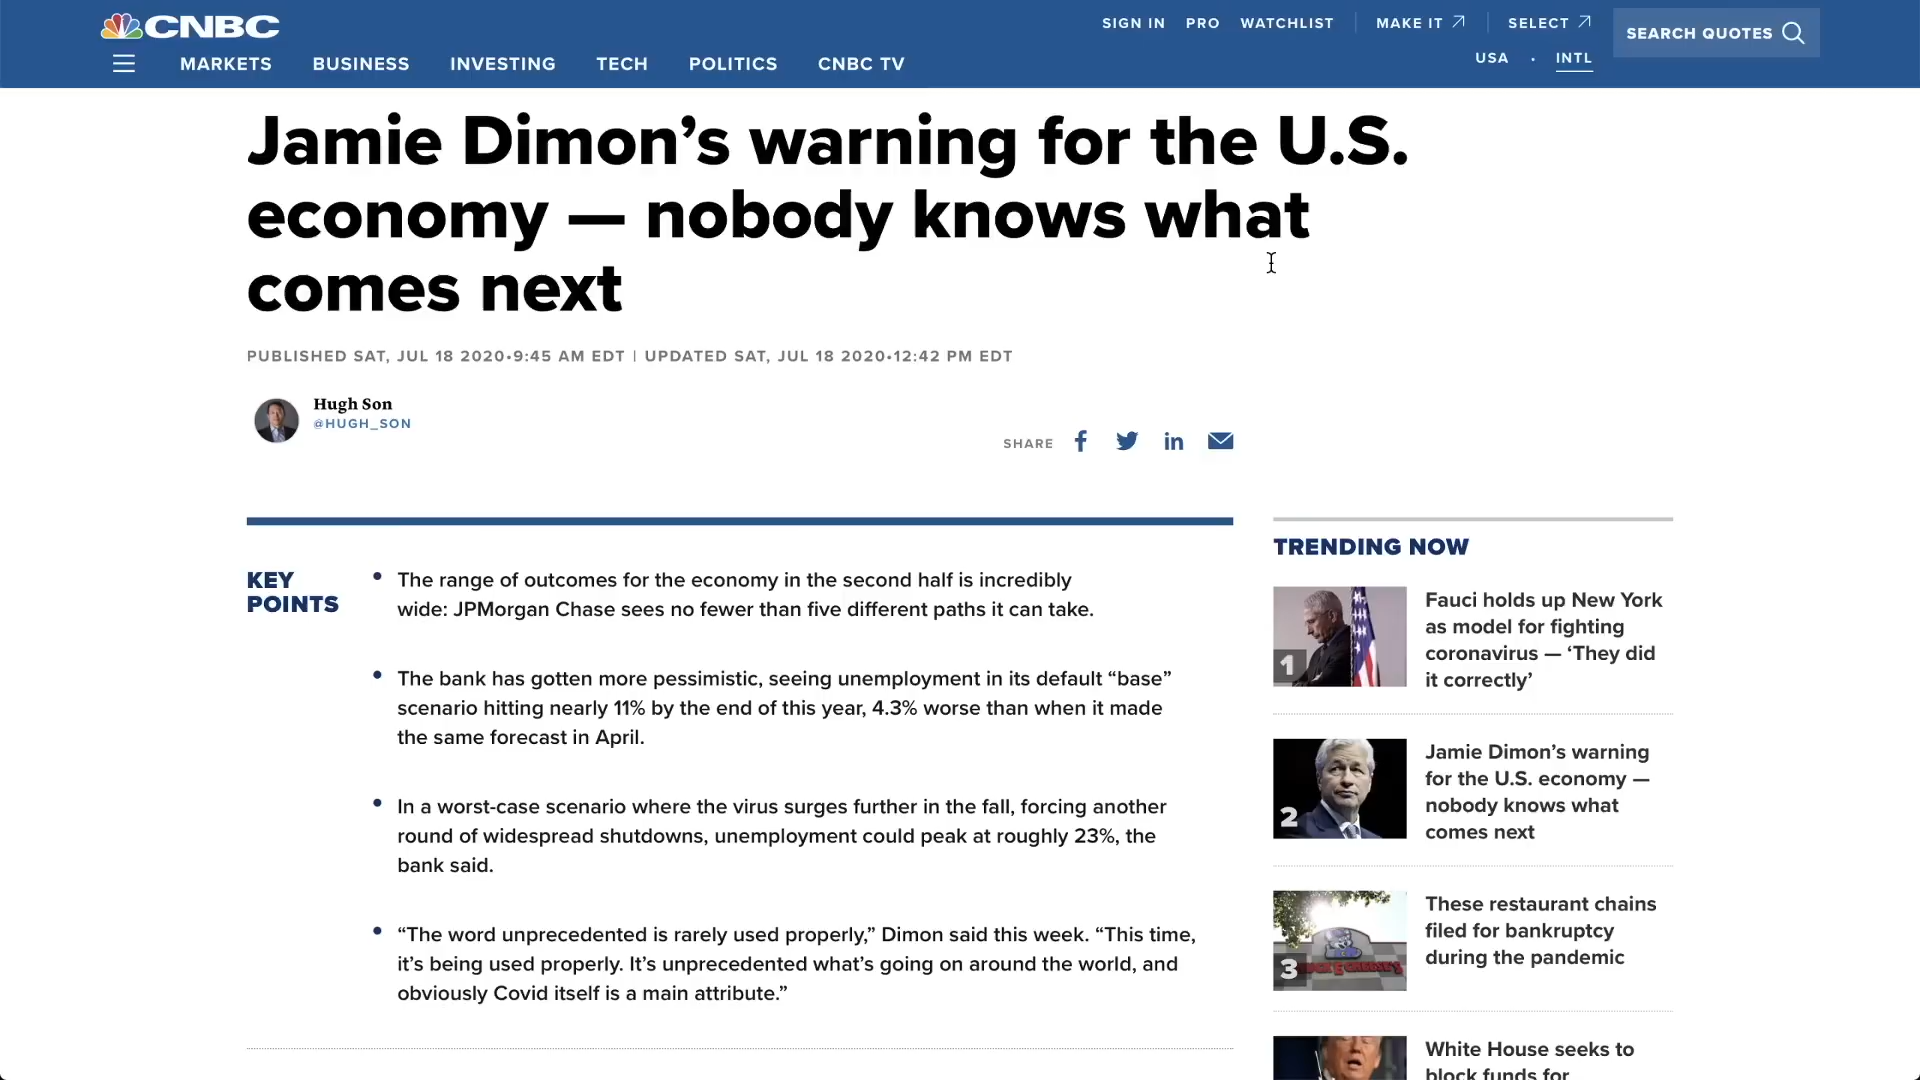 CNBC
SIGN IN PRO WATCHLIST MAKE IT SELECT
SEARCH QUOTES
USA • INTL
MARKETS BUSINESS INVESTING TECH POLITICS CNBC TV
Jamie Dimon’s warning for the U.S.
economy — nobody knows what
comes next
PUBLISHED SAT, JUL 18 2020•9:45 AM EDT | UPDATED SAT, JUL 18 2020•12:42 PM EDT
Hugh Son
@HUGH_SON
SHARE
KEY
POINTS
• The range of outcomes for the economy in the second half is incredibly
wide: JPMorgan Chase sees no fewer than five different paths it can take.
• The bank has gotten more pessimistic, seeing unemployment in its default “base”
scenario hitting nearly 11% by the end of this year, 4.3% worse than when it made
the same forecast in April.
• In a worst-case scenario where the virus surges further in the fall, forcing another
round of widespread shutdowns, unemployment could peak at roughly 23%, the
bank said.
• “The word unprecedented is rarely used properly,” Dimon said this week. “This time,
it’s being used properly. It’s unprecedented what’s going on around the world, and
obviously Covid itself is a main attribute.”
TRENDING NOW
1
Fauci holds up New York
as model for fighting
coronavirus — ‘They did
it correctly’
2
Jamie Dimon’s warning
for the U.S. economy —
nobody knows what
comes next
3
These restaurant chains
filed for bankruptcy
during the pandemic
White House seeks to
block funds for